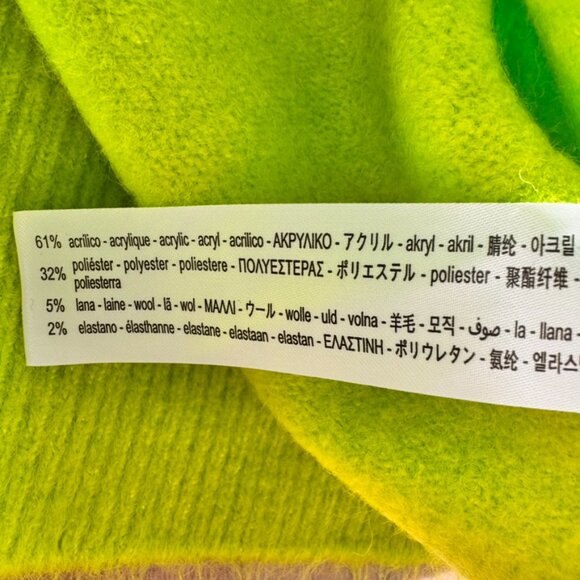 61% acrílico - acrylique - acrylic - acryl - acrilico - ΑΚΡΥΛΙΚΟ - アクリル - akryl - akril - 腈纶 - 아크릴
32% poliéster - polyester - poliestere - ΠΟΛΥΕΣΤΕΡΑΣ - ポリエステル - poliester - 聚酯纤维 -
poliesterra
5% lana - laine - wool - lã - wol - ΜΑΛΛΙ - ウール - wolle - uld - volna - 羊毛 - 모직 - صوف - la - llana -
2% elastano - élasthanne - elastane - elastaan - elastan - ΕΛΑΣΤΙΝΗ - ポリウレタン - 氨纶 -